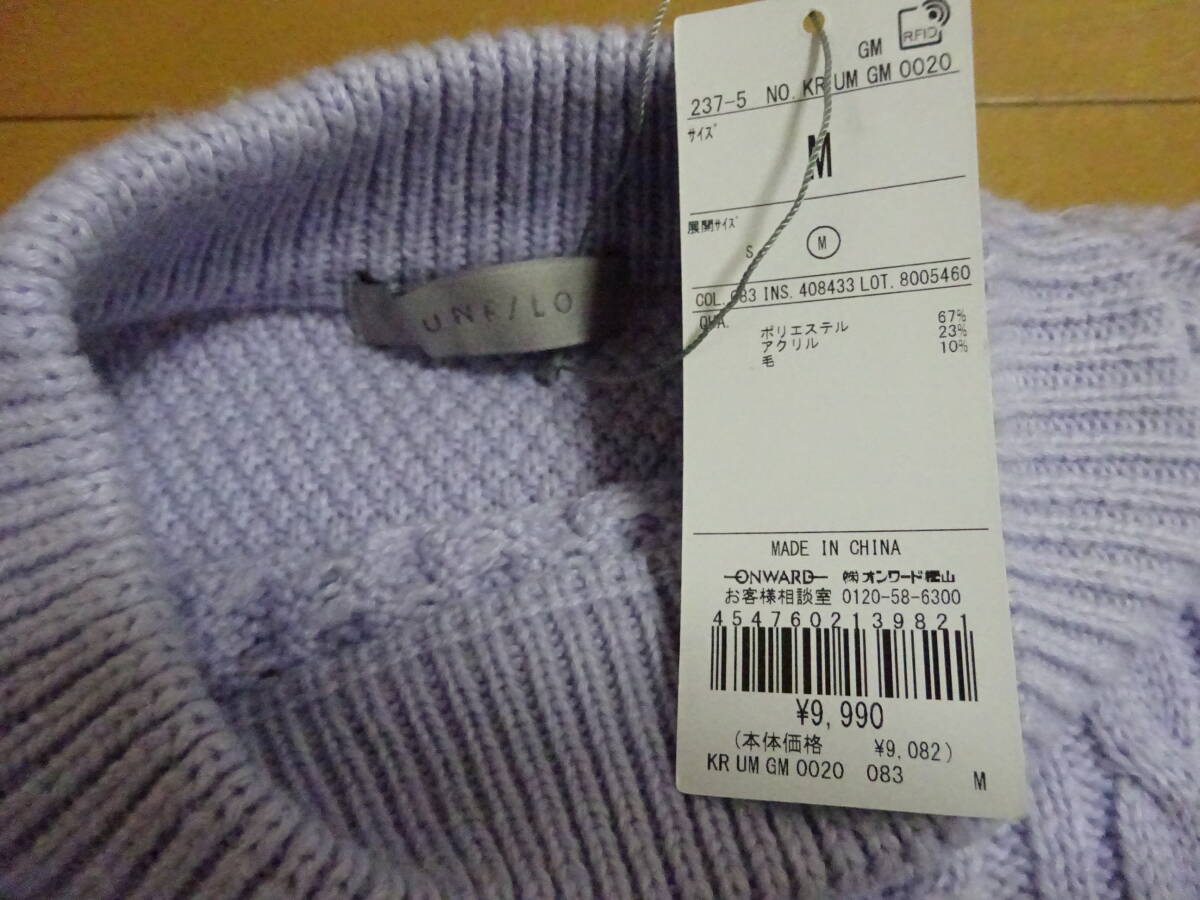 GM RFID
237-5 NO. KR UM GM 0020
サイズ
M
展開サイズ
S M
COL. 083 INS. 408433 LOT. 8005460
QUA. 67%
ポリエステル 23%
アクリル 10%
毛
MADE IN CHINA
ONWARD ㈱オンワード樫山
お客様相談室 0120-58-6300
4547602139821
¥9,990
(本体価格 ¥9,082)
KR UM GM 0020 083 M
UNF/LO